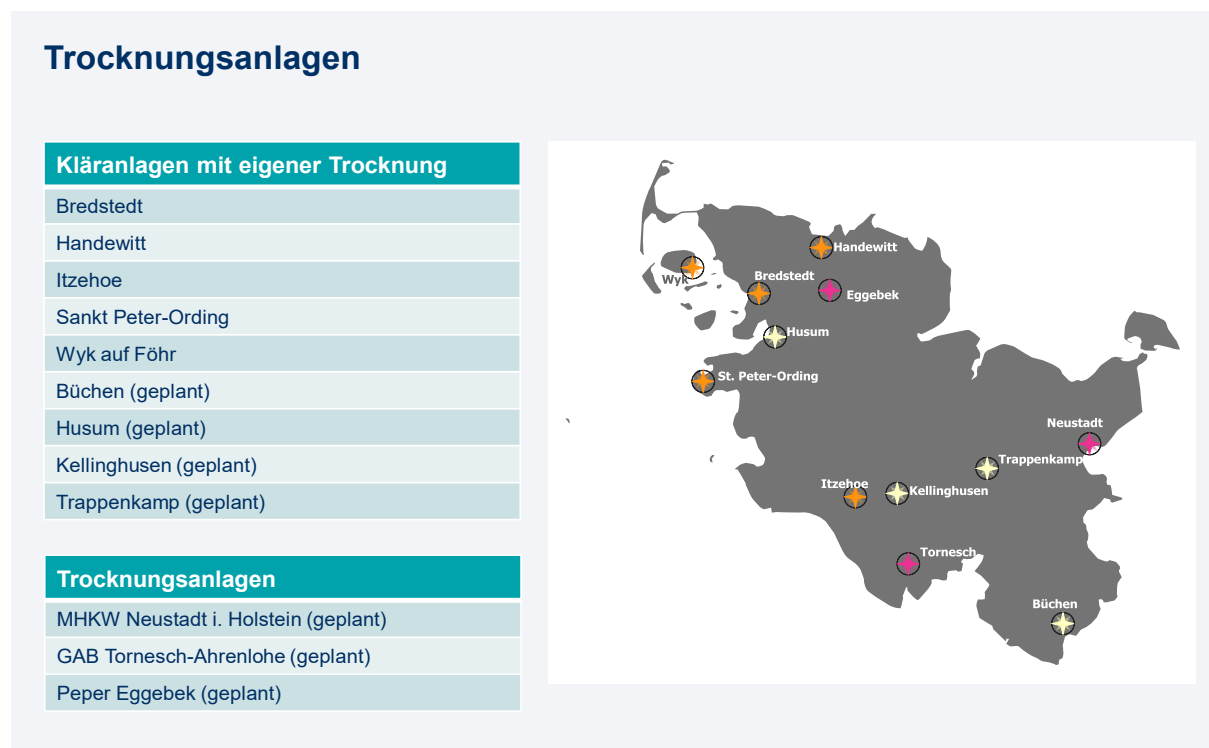 Trocknungsanlagen
Kläranlagen mit eigener Trocknung
Bredstedt
Handewitt
Itzehoe
Sankt Peter-Ording
Wyk auf Föhr
Büchen (geplant)
Husum (geplant)
Kellinghusen (geplant)
Trappenkamp (geplant)
Trocknungsanlagen
MHKW Neustadt i. Holstein (geplant)
GAB Tornesch-Ahrenlohe (geplant)
Peper Eggebek (geplant)
Handewitt
Wyk
Bredstedt
Eggebek
Husum
St. Peter-Ording
Neustadt
Trappenkamp
Itzehoe
Kellinghusen
Tornesch
Büchen